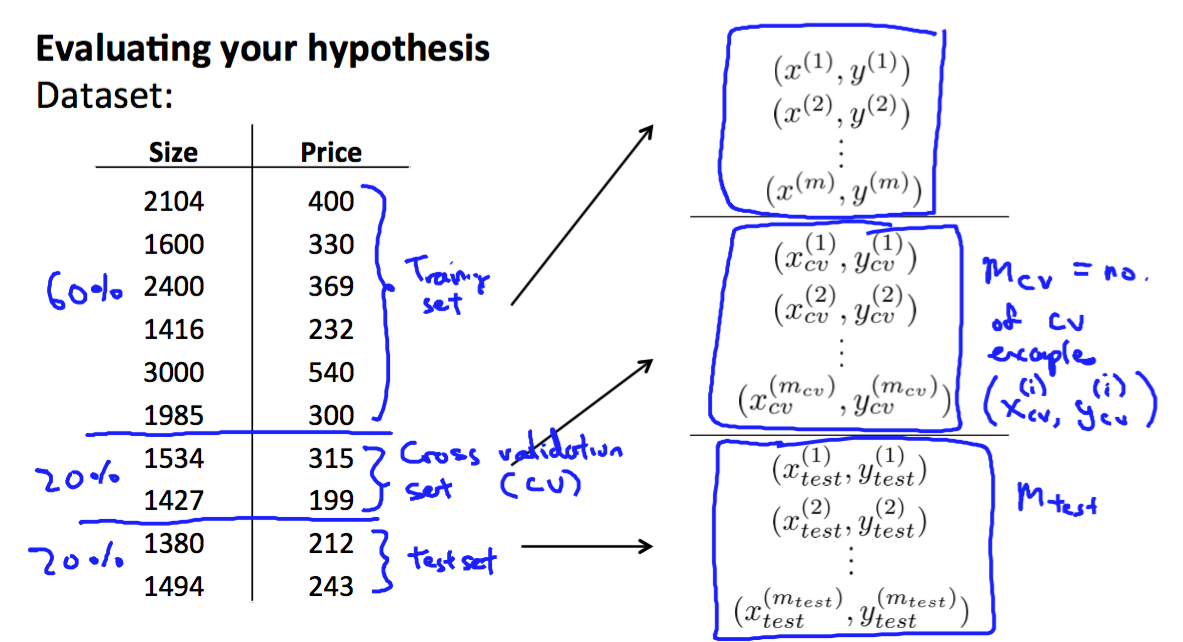 Evaluating your hypothesis
Dataset:
Size Price
2104 400
1600 330
2400 369
1416 232
3000 540
1985 300
1534 315
1427 199
1380 212
1494 243
60%
20%
20%
Training
set
Cross validation
set (CV)
test set
(x^{(1)}, y^{(1)})
(x^{(2)}, y^{(2)})
⋮
(x^{(m)}, y^{(m)})
(x_{cv}^{(1)}, y_{cv}^{(1)})
(x_{cv}^{(2)}, y_{cv}^{(2)})
⋮
(x_{cv}^{(m_{cv})}, y_{cv}^{(m_{cv})})
(x_{test}^{(1)}, y_{test}^{(1)})
(x_{test}^{(2)}, y_{test}^{(2)})
⋮
(x_{test}^{(m_{test})}, y_{test}^{(m_{test})})
m_{cv} = no.
of cv
example
(x_{cv}^{(i)}, y_{cv}^{(i)})
m_{test}